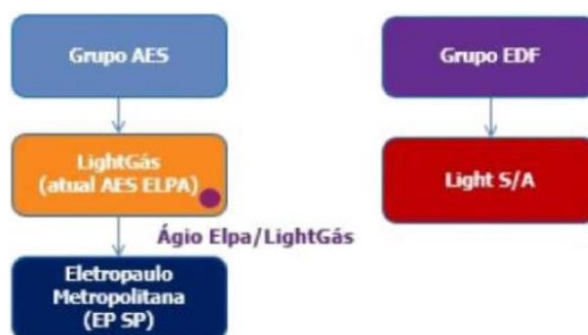 Grupo AES
Grupo EDF
LightGás
(atual AES ELPA)
Light S/A
Ágio Elpa/LightGás
Eletropaulo
Metropolitana
(EP SP)